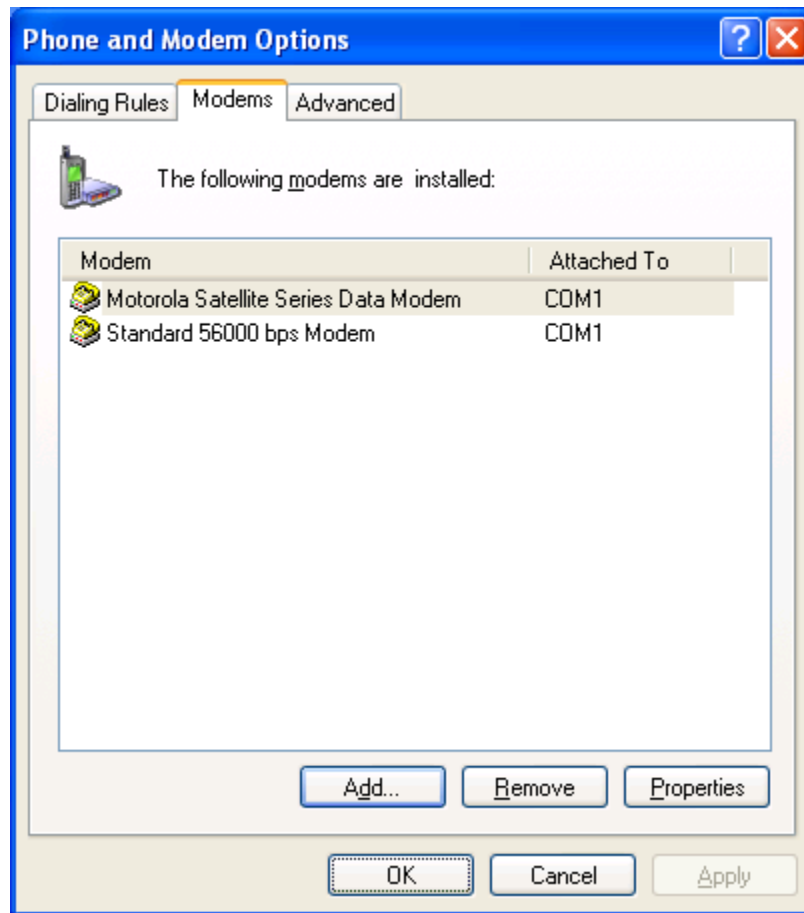 Phone and Modem Options
Dialing Rules Modems Advanced
The following modems are installed:
Modem Attached To
Motorola Satellite Series Data Modem COM1
Standard 56000 bps Modem COM1
Add... Remove Properties
OK Cancel Apply